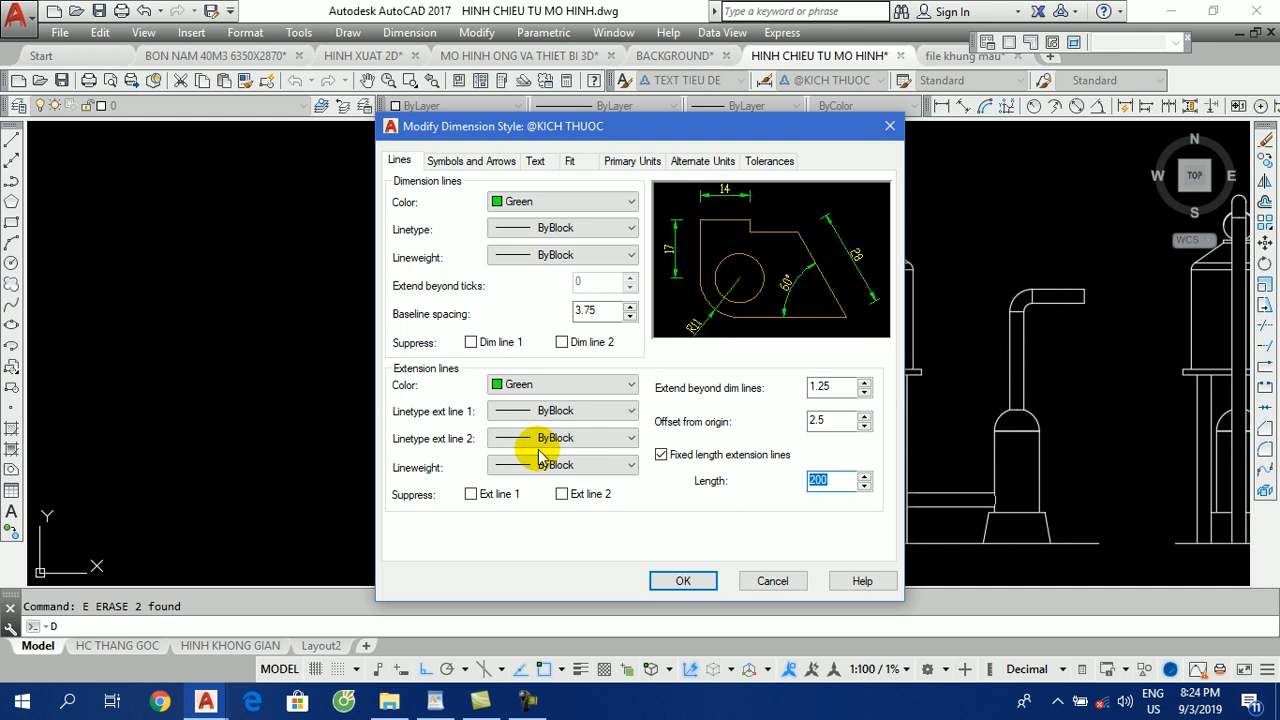 Autodesk AutoCAD 2017 HINH CHIEU TU MO HINH.dwg
Type a keyword or phrase
Sign In
File Edit View Insert Format Tools Draw Dimension Modify Parametric Window Help Data View Express
Start
BON NAWOM 40M3 6350X2870*
HINH XUAT 2D*
MO HINH ONG VA THIET BI 3D*
BACKGROUND*
HINH CHIEU TU MO HINH*
file khung mau*
TEXT TIEU DE
@KICH THUOC
Standard
Standard
0
ByLayer
ByLayer
ByLayer
ByColor
Modify Dimension Style: @KICH THUOC
Lines Symbols and Arrows Text Fit Primary Units Alternate Units Tolerances
Dimension lines
Color: Green
Linetype: ByBlock
Lineweight: ByBlock
Extend beyond ticks: 0
Baseline spacing: 3.75
Suppress: Dim line 1 Dim line 2
14
17
28
60°
R11
Extension lines
Color: Green
Linetype ext line 1: ByBlock
Linetype ext line 2: ByBlock
Lineweight: ByBlock
Suppress: Ext line 1 Ext line 2
Extend beyond dim lines: 1.25
Offset from origin: 2.5
Fixed length extension lines
Length: 200
OK Cancel Help
N
W TOP E
S
WCS
Y
X
Command: E ERASE 2 found
D
Model HC THANG GOC HINH KHONG GIAN Layout2
MODEL
1:100 / 1%
Decimal
ENG
US
8:24 PM
9/3/2019
11